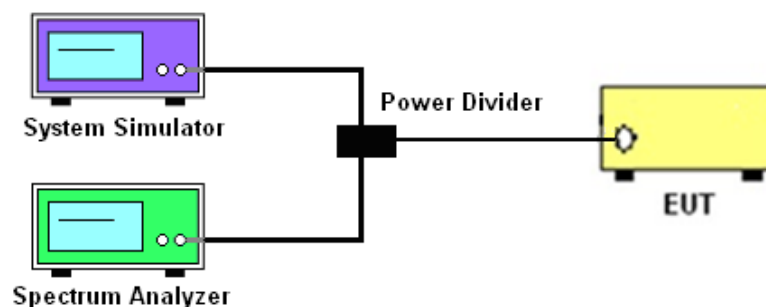 System Simulator
Power Divider
EUT
Spectrum Analyzer